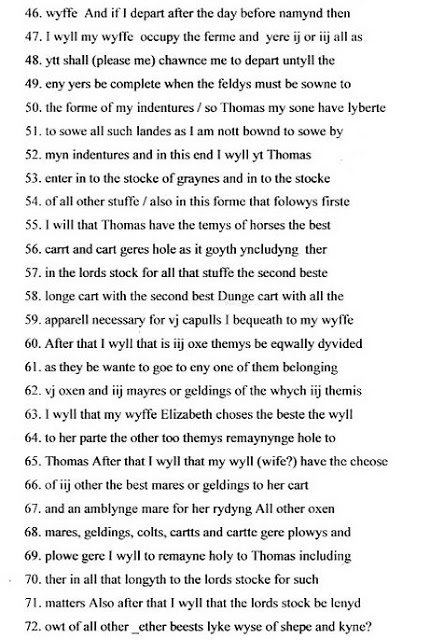 46. wyffe And if I depart after the day before namynd then
47. I wyll my wyffe occupy the ferme and yere ij or iij all as
48. ytt shall (please me) chawnce me to depart untyll the
49. eny yers be complete when the feldys must be sowne to
50. the forme of my indentures / so Thomas my sone have lyberte
51. to sowe all such landes as I am nott bownd to sowe by
52. myn indentures and in this end I wyll yt Thomas
53. enter in to the stocke of graynes and in to the stocke
54. of all other stuffe / also in this forme that folowys firste
55. I will that Thomas have the temys of horses the best
56. carrt and cart geres hole as it goyth yncludyng ther
57. in the lords stock for all that stuffe the second beste
58. longe cart with the second best Dunge cart with all the
59. apparell necessary for vj capulls I bequeath to my wyffe
60. After that I wyll that is iij oxe themys be eqwally dyvided
61. as they be wante to goe to eny one of them belonging
62. vj oxen and iij mayres or geldings of the whych iij themis
63. I wyll that my wyffe Elizabeth choses the beste the wyll
64. to her parte the other too themys remaynynge hole to
65. Thomas After that I wyll that my wyll (wife?) have the cheose
66. of iij other the best mares or geldings to her cart
67. and an amblynge mare for her rydyng All other oxen
68. mares, geldings, colts, cartts and cartte gere plowys and
69. plowe gere I wyll to remayne holy to Thomas including
70. ther in all that longyth to the lords stocke for such
71. matters Also after that I wyll that the lords stock be lenyd
72. owt of all other _ether beests lyke wyse of shepe and kyne?